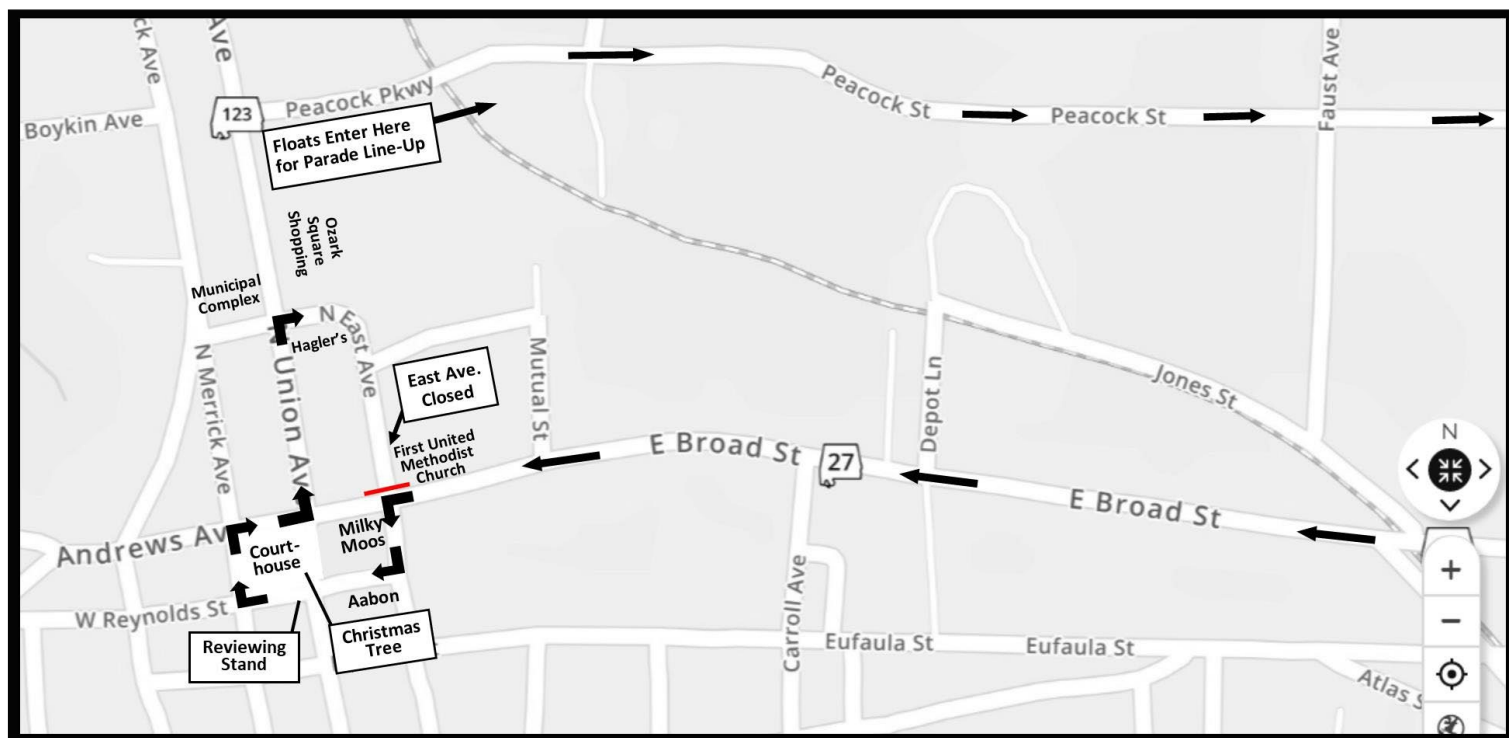 ck Ave
Ave
123
Boykin Ave
Peacock Pkwy
Floats Enter Here
for Parade Line-Up
Peacock St
Peacock St
Faust Ave
Ozark
Square
Shopping
Municipal
Complex
Hagler's
N East Ave
N Merrick Ave
N Union Av
East Ave.
Closed
Mutual St
First United
Methodist
Church
E Broad St
27
Depot Ln
Jones St
E Broad St
N
Andrews Av
Court-
house
Milky
Moos
Aabon
W Reynolds St
Reviewing
Stand
Christmas
Tree
Carroll Ave
Eufaula St
Eufaula St
Atlas S
+
−